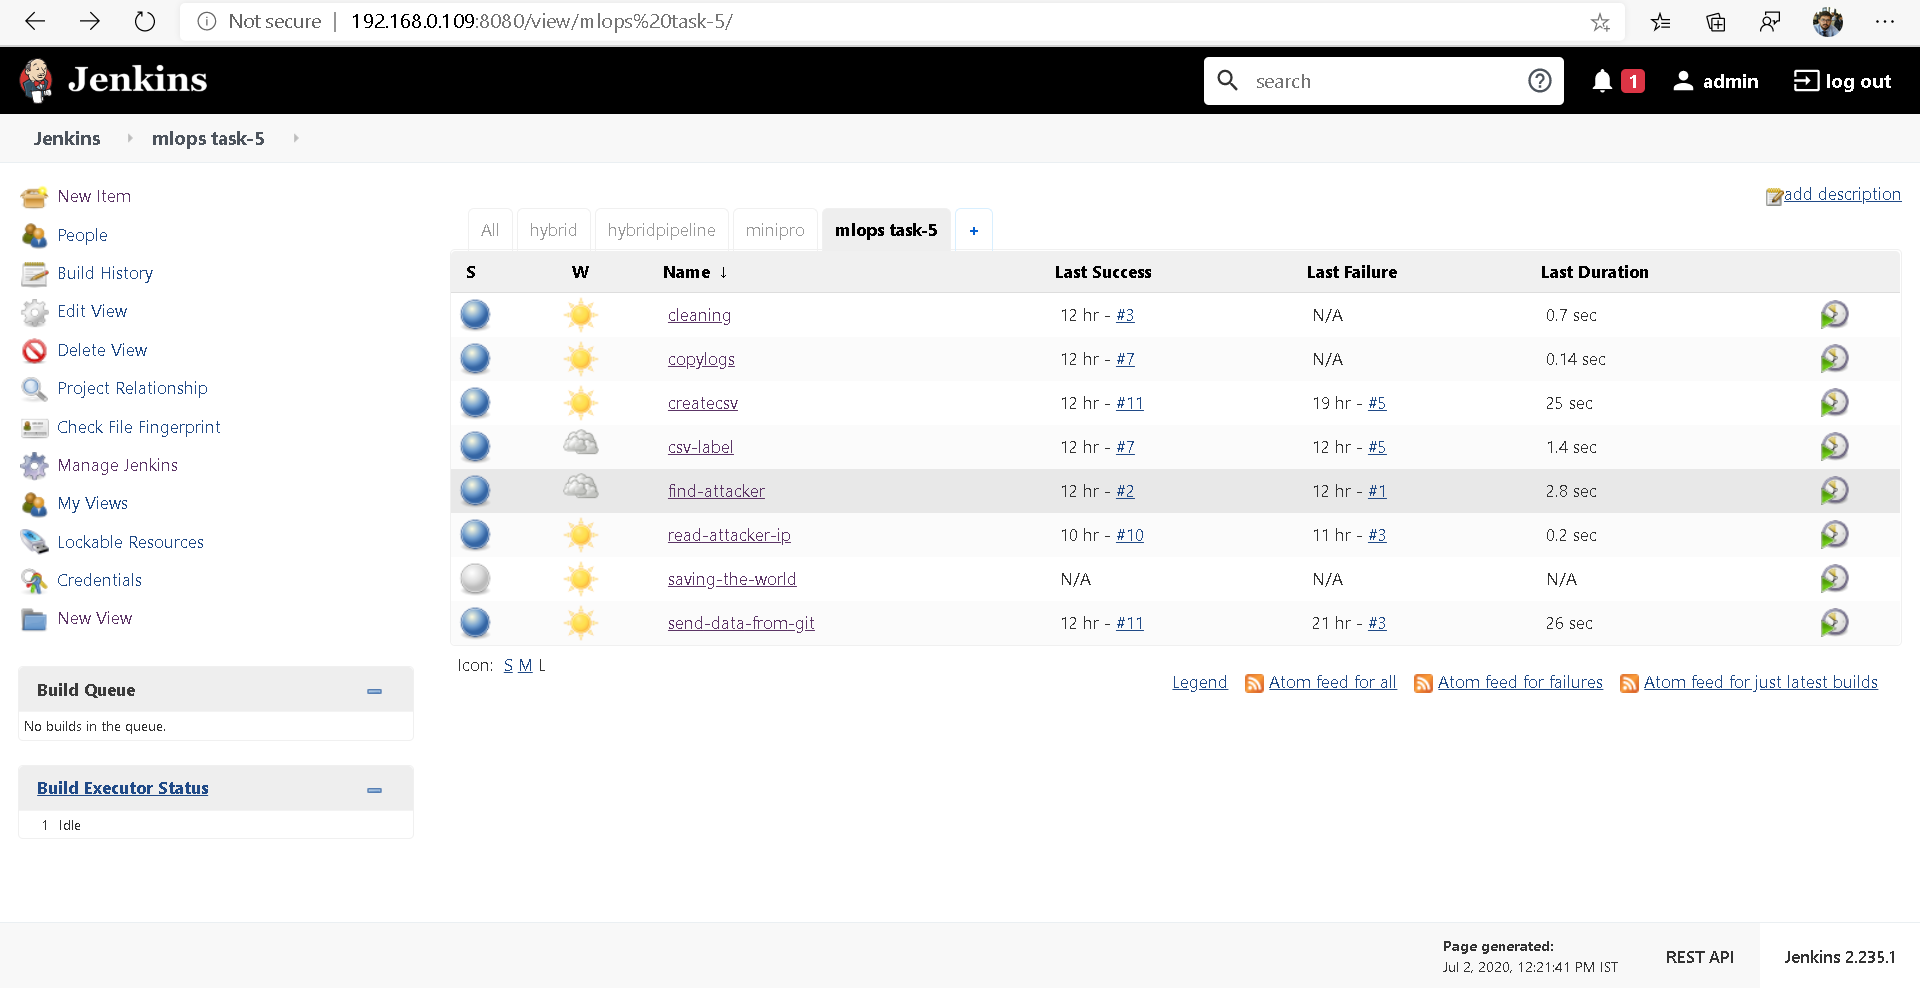 Not secure | 192.168.0.109:8080/view/mlops%20task-5/
Jenkins
search
1
admin
log out
Jenkins
mlops task-5
New Item
People
Build History
Edit View
Delete View
Project Relationship
Check File Fingerprint
Manage Jenkins
My Views
Lockable Resources
Credentials
New View
Build Queue
No builds in the queue.
Build Executor Status
1 Idle
add description
All hybrid hybridpipeline minipro mlops task-5 +
S W Name ↓ Last Success Last Failure Last Duration
cleaning 12 hr - #3 N/A 0.7 sec
copylogs 12 hr - #7 N/A 0.14 sec
createcsv 12 hr - #11 19 hr - #5 25 sec
csv-label 12 hr - #7 12 hr - #5 1.4 sec
find-attacker 12 hr - #2 12 hr - #1 2.8 sec
read-attacker-ip 10 hr - #10 11 hr - #3 0.2 sec
saving-the-world N/A N/A N/A
send-data-from-git 12 hr - #11 21 hr - #3 26 sec
Icon: S M L
Legend Atom feed for all Atom feed for failures Atom feed for just latest builds
Page generated:
Jul 2, 2020, 12:21:41 PM IST
REST API
Jenkins 2.235.1